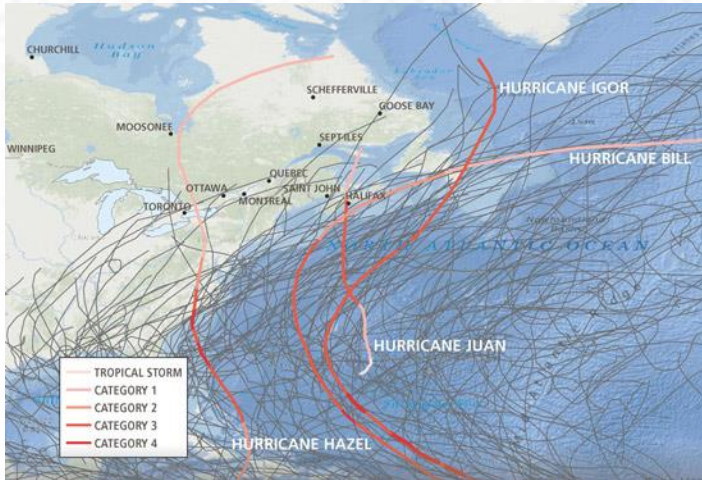 CHURCHILL
Hudson
Bay
Labrador
Sea
HURRICANE IGOR
SCHEFFERVILLE
GOOSE BAY
MOOSONEE
WINNIPEG
SEPT-ILES
HURRICANE BILL
QUEBEC
OTTAWA
SAINT JOHN
HALIFAX
MONTREAL
TORONTO
NORTH ATLANTIC OCEAN
HURRICANE JUAN
TROPICAL STORM
CATEGORY 1
CATEGORY 2
CATEGORY 3
CATEGORY 4
HURRICANE HAZEL